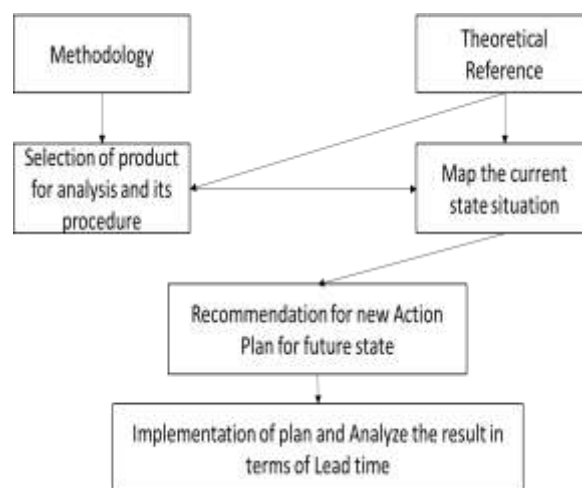 Methodology
Theoretical
Reference
Selection of product
for analysis and its
procedure
Map the current
state situation
Recommendation for new Action
Plan for future state
Implementation of plan and Analyze the result in
terms of Lead time